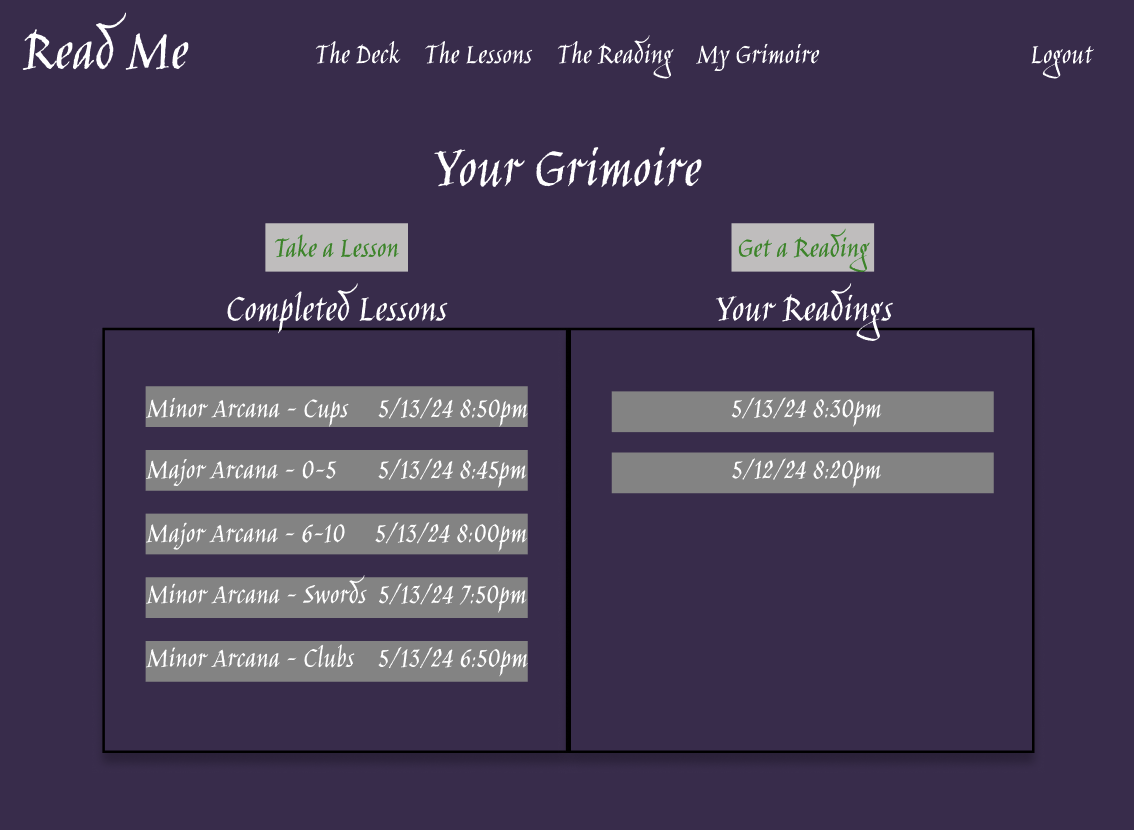 Read Me The Deck The Lessons The Reading My Grimoire Logout
Your Grimoire
Take a Lesson
Get a Reading
Completed Lessons
Your Readings
Minor Arcana - Cups 5/13/24 8:50pm
Major Arcana - 0-5 5/13/24 8:45pm
Major Arcana - 6-10 5/13/24 8:00pm
Minor Arcana - Swords 5/13/24 7:50pm
Minor Arcana - Clubs 5/13/24 6:50pm
5/13/24 8:30pm
5/12/24 8:20pm